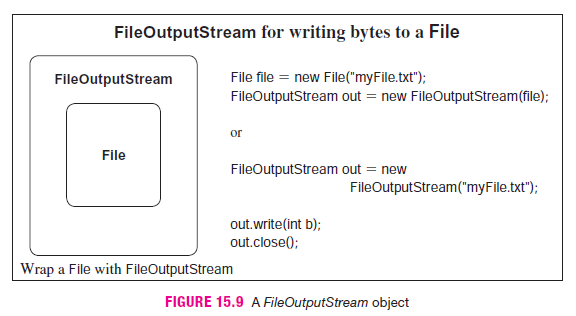 FileOutputStream for writing bytes to a File
FileOutputStream
File
File file = new File("myFile.txt");
FileOutputStream out = new FileOutputStream(file);
or
FileOutputStream out = new
FileOutputStream("myFile.txt");
out.write(int b);
out.close();
Wrap a File with FileOutputStream
FIGURE 15.9 A FileOutputStream object